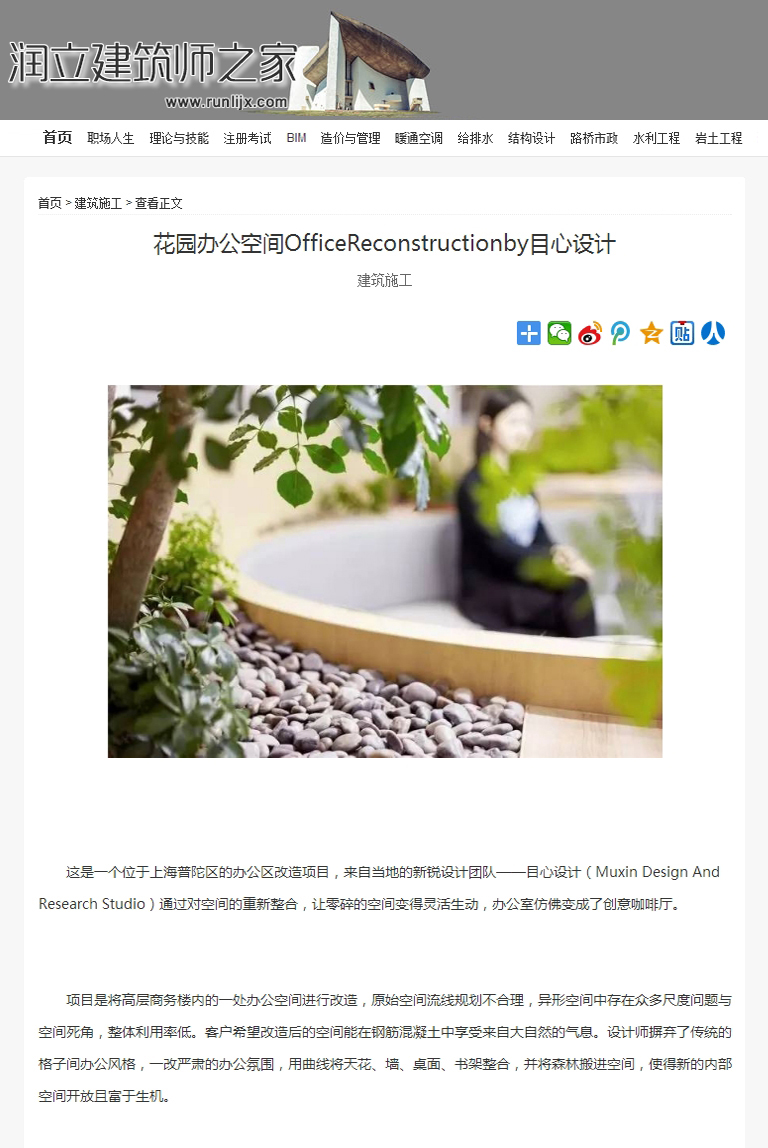 润立建筑师之家
www.runlijx.com
首页 职场人生 理论与技能 注册考试 BIM 造价与管理 暖通空调 给排水 结构设计 路桥市政 水利工程 岩土工程
首页 > 建筑施工 > 查看正文
花园办公空间OfficeReconstructionby目心设计
建筑施工
贴
这是一个位于上海普陀区的办公区改造项目，来自当地的新锐设计团队——目心设计（Muxin Design And
Research Studio）通过对空间的重新整合，让零碎的空间变得灵活生动，办公室仿佛变成了创意咖啡厅。
项目是将高层商务楼内的一处办公空间进行改造，原始空间流线规划不合理，异形空间中存在众多尺度问题与
空间死角，整体利用率低。客户希望改造后的空间能在钢筋混凝土中享受来自大自然的气息。设计师摒弃了传统的
格子间办公风格，一改严肃的办公氛围，用曲线将天花、墙、桌面、书架整合，并将森林搬进空间，使得新的内部
空间开放且富于生机。